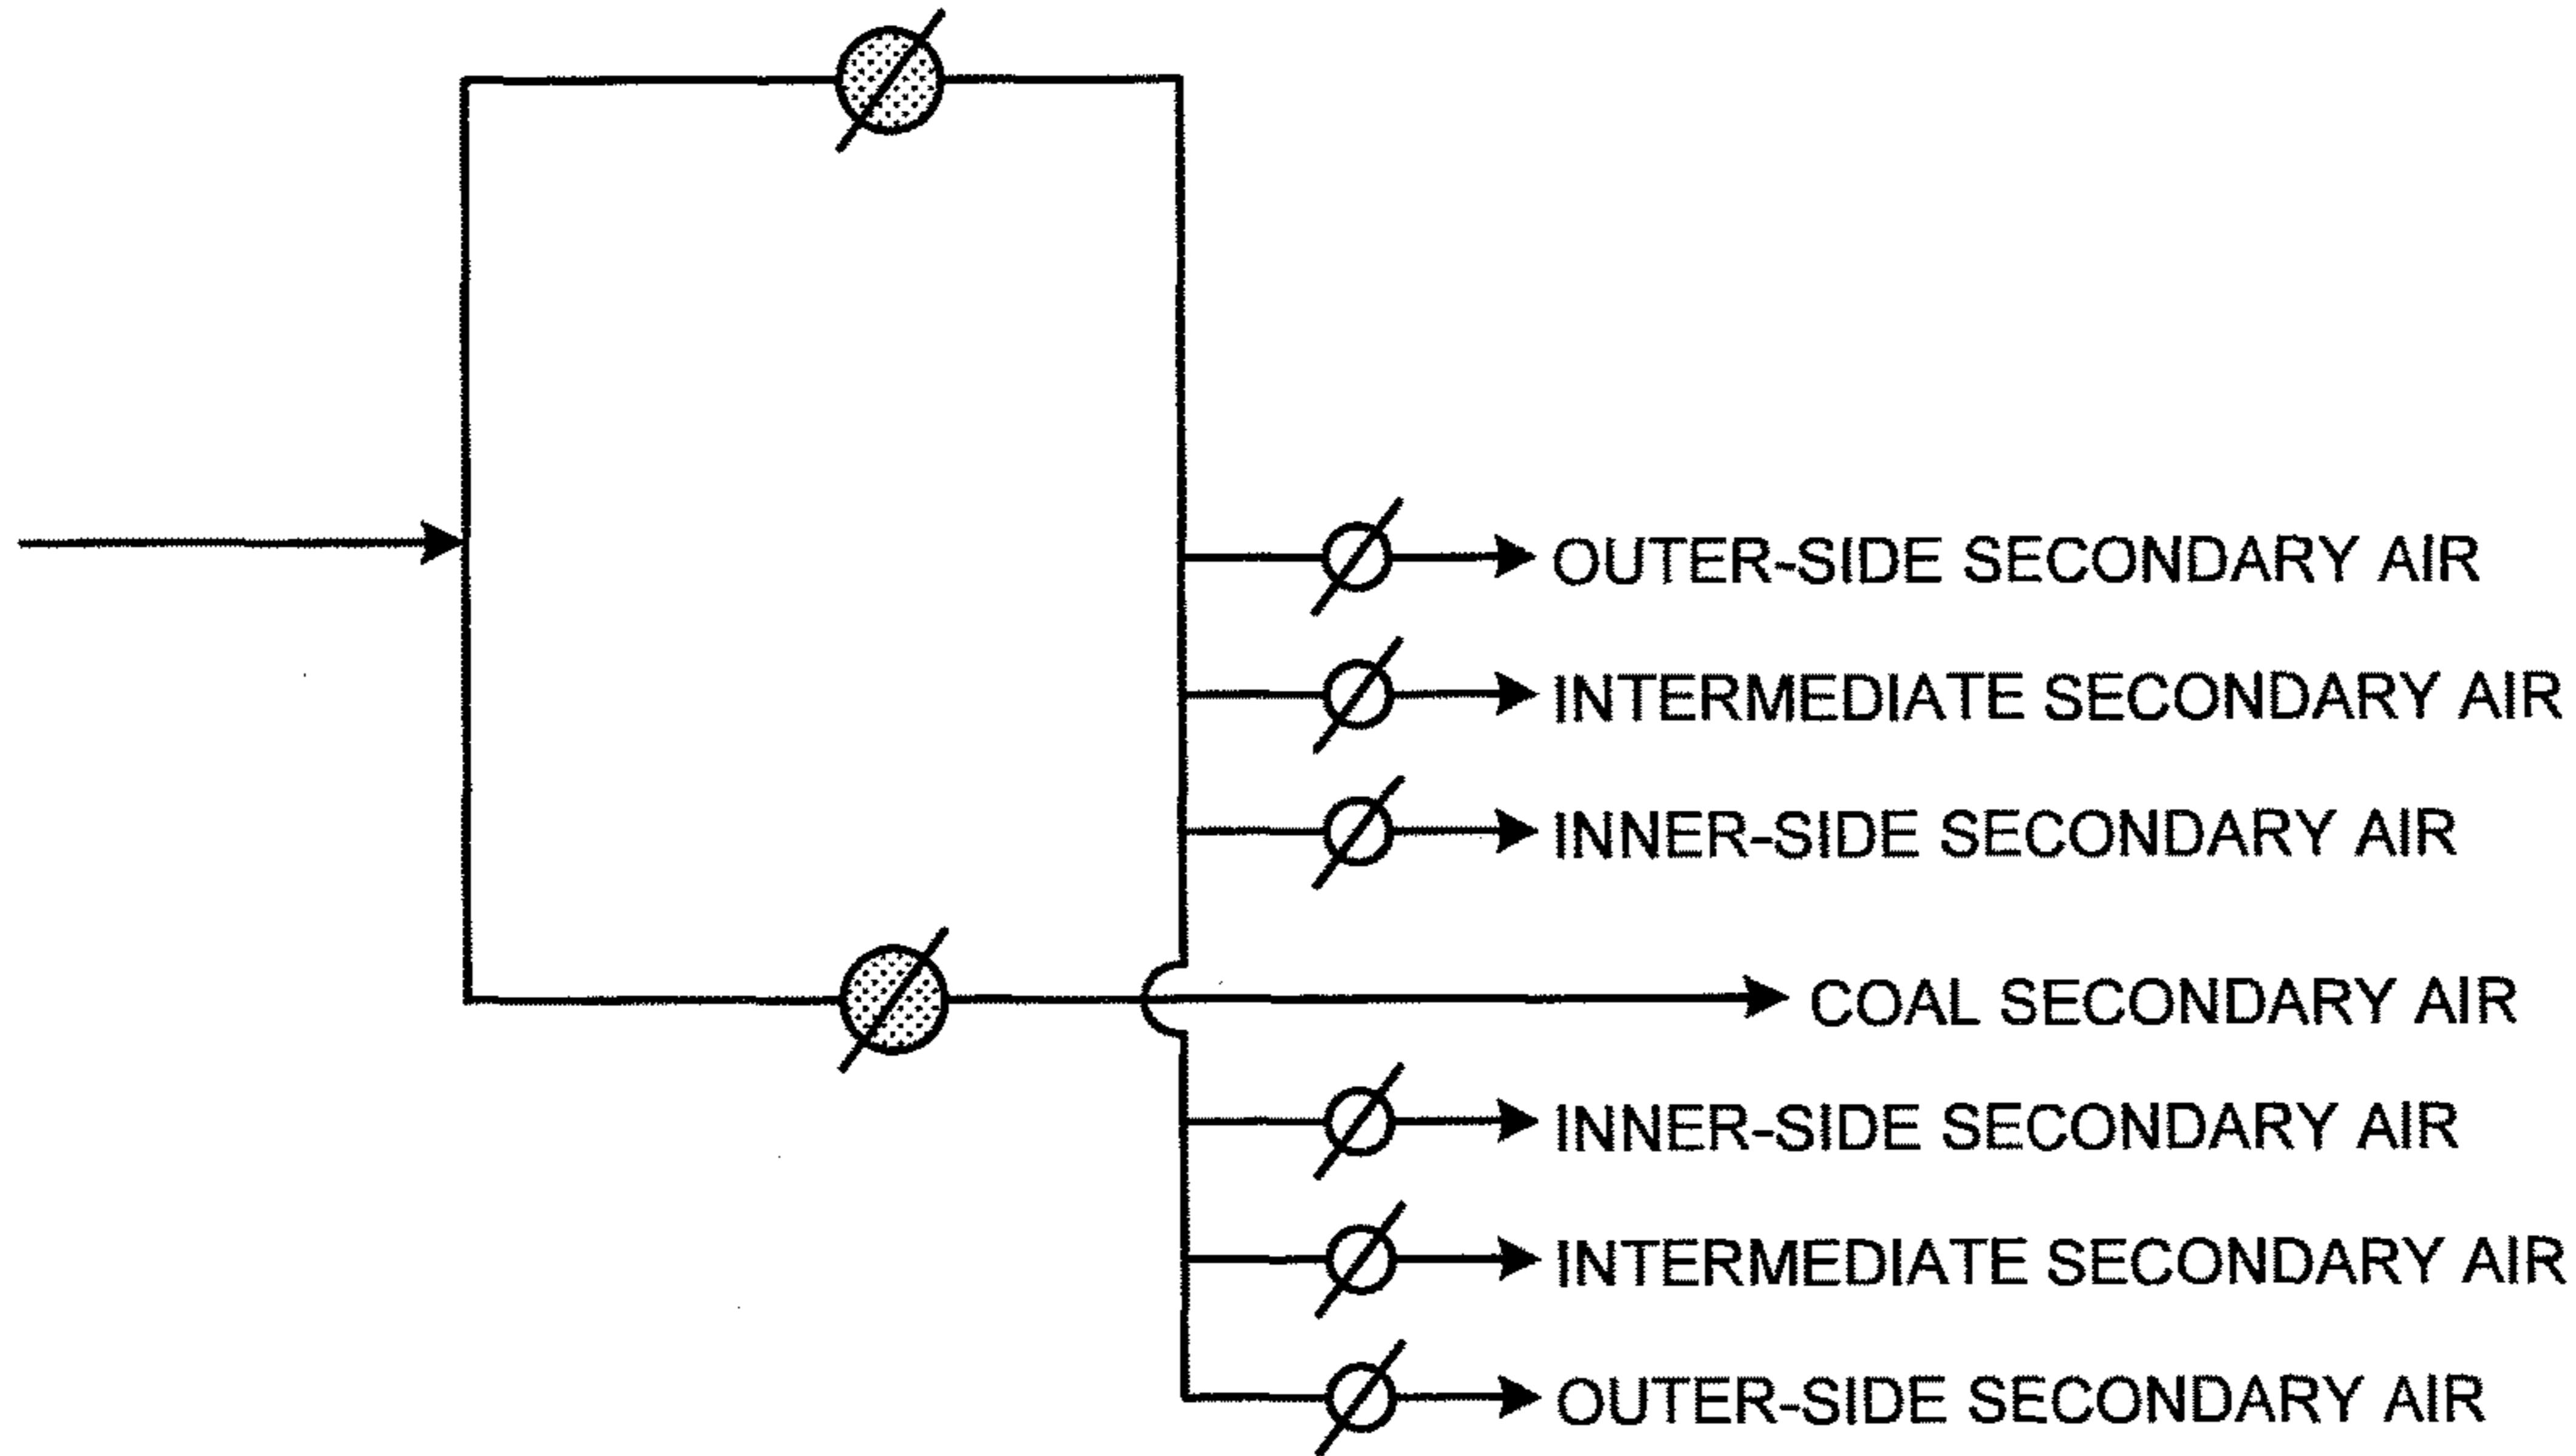 OUTER-SIDE SECONDARY AIR
INTERMEDIATE SECONDARY AIR
INNER-SIDE SECONDARY AIR
COAL SECONDARY AIR
INNER-SIDE SECONDARY AIR
INTERMEDIATE SECONDARY AIR
OUTER-SIDE SECONDARY AIR